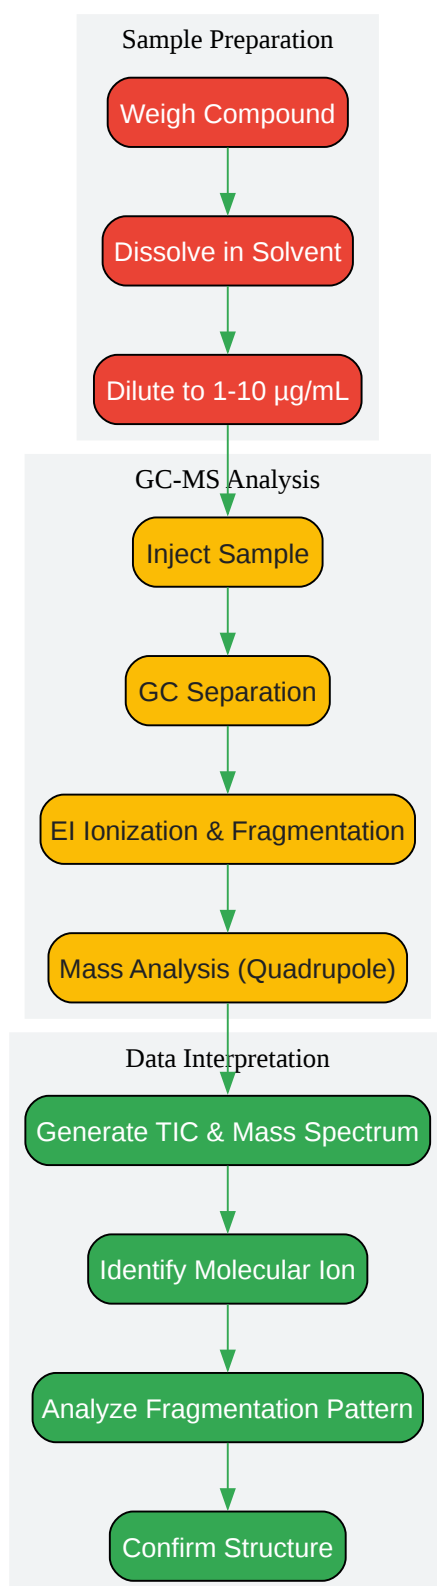 Sample Preparation
Weigh Compound
Dissolve in Solvent
Dilute to 1-10 µg/mL
GC-MS Analysis
Inject Sample
GC Separation
EI Ionization & Fragmentation
Mass Analysis (Quadrupole)
Data Interpretation
Generate TIC & Mass Spectrum
Identify Molecular Ion
Analyze Fragmentation Pattern
Confirm Structure